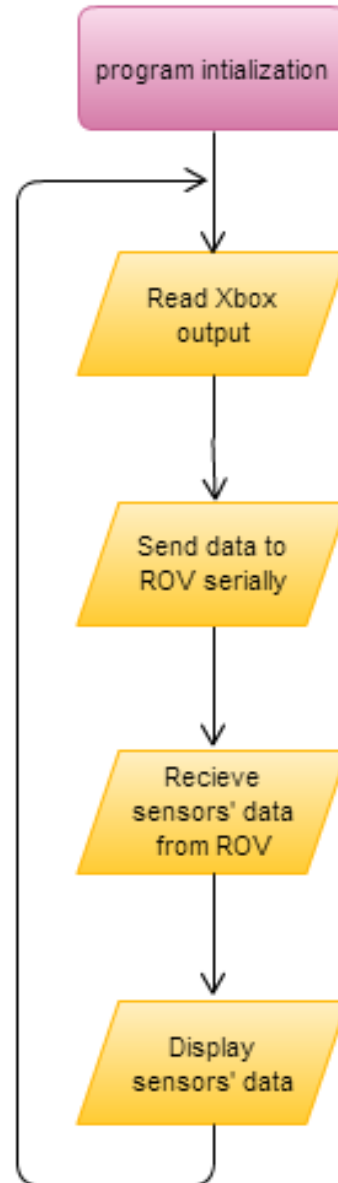 program intialization
Read Xbox
output
Send data to
ROV serially
Recieve
sensors' data
from ROV
Display
sensors' data